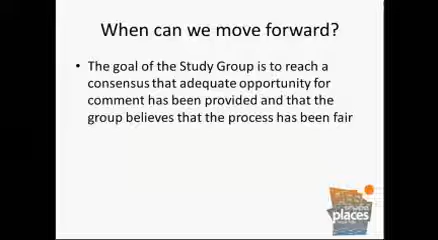 When can we move forward?
• The goal of the Study Group is to reach a
consensus that adequate opportunity for
comment has been provided and that the
group believes that the process has been fair
places